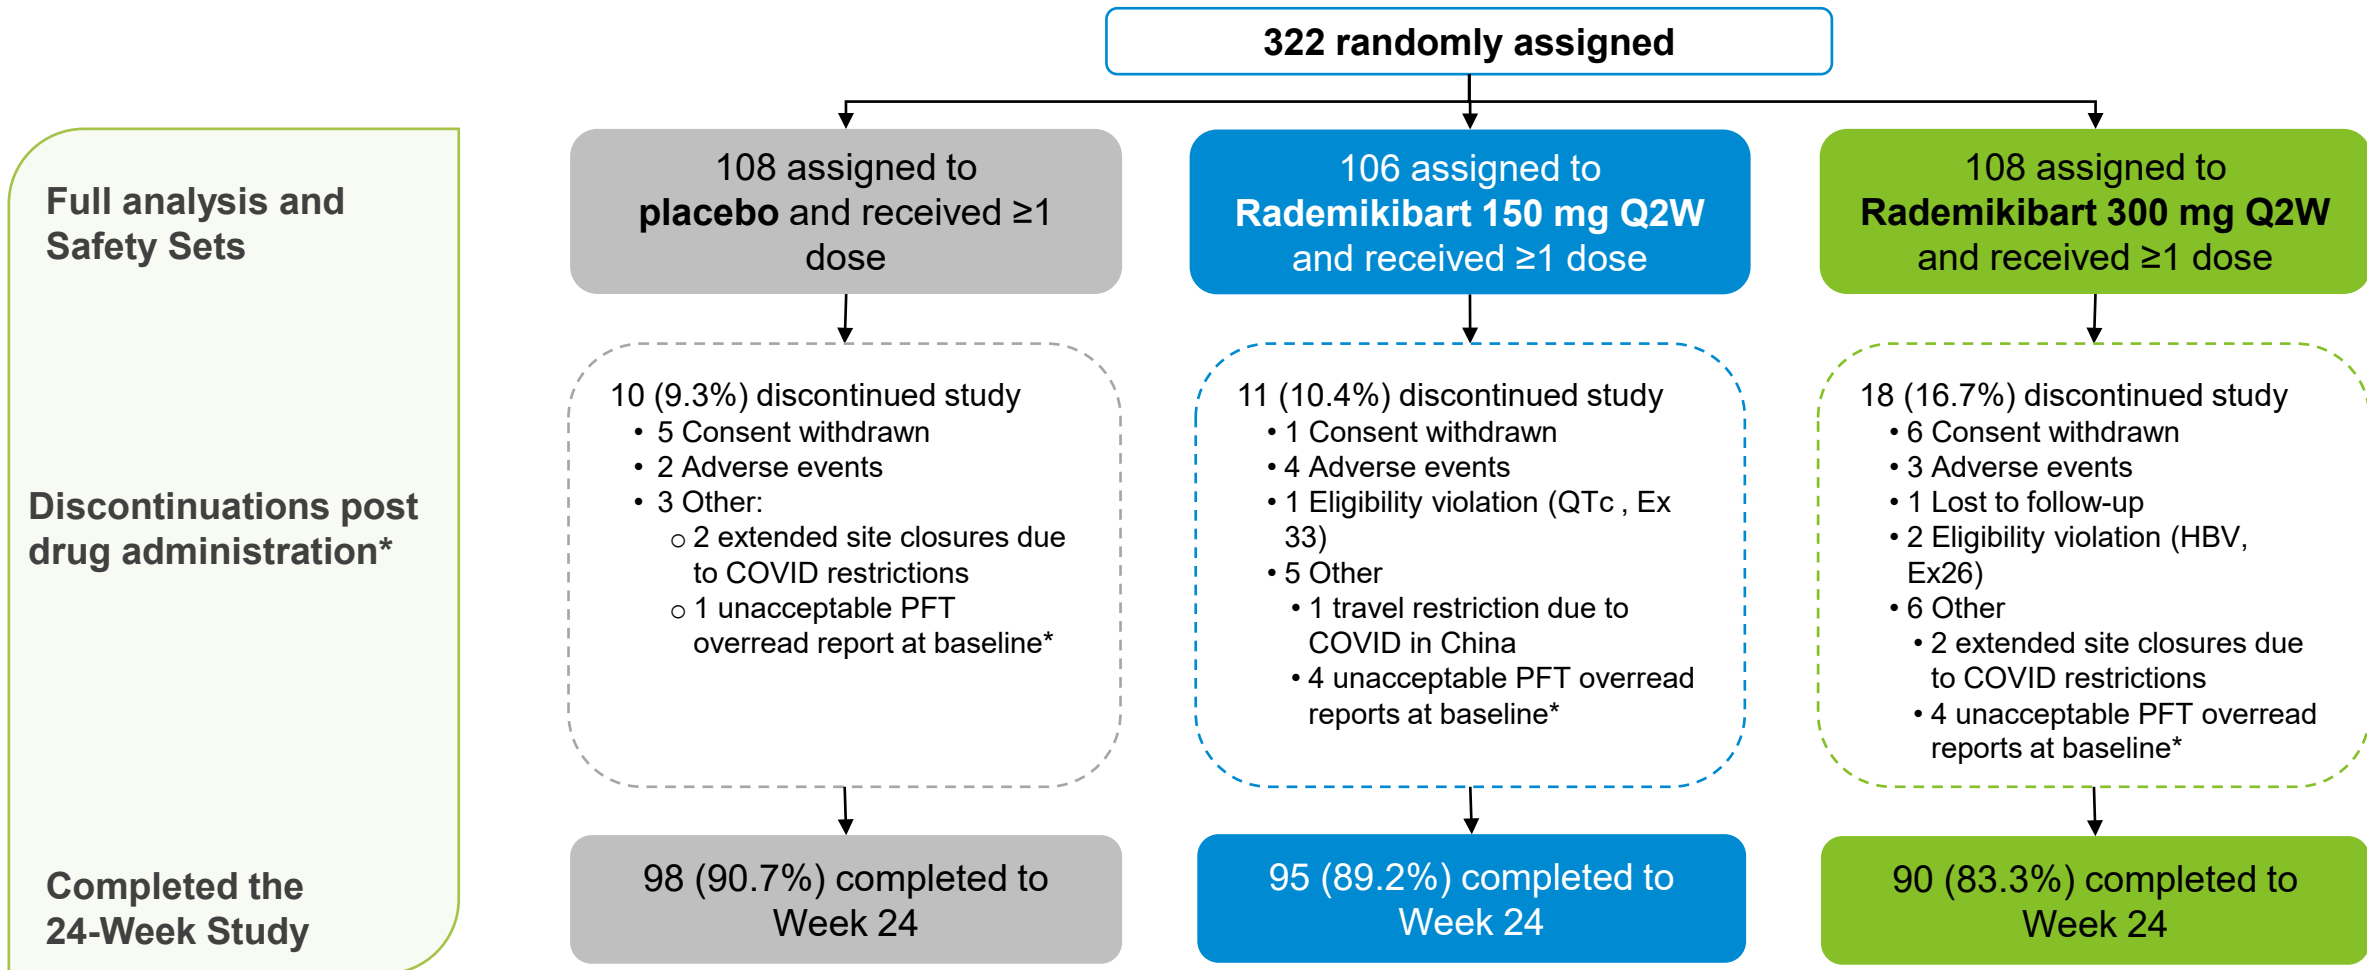 322 randomly assigned
Full analysis and
Safety Sets
108 assigned to
placebo and received ≥1
dose
106 assigned to
Rademikibart 150 mg Q2W
and received ≥1 dose
108 assigned to
Rademikibart 300 mg Q2W
and received ≥1 dose
Discontinuations post
drug administration*
10 (9.3%) discontinued study
• 5 Consent withdrawn
• 2 Adverse events
• 3 Other:
o 2 extended site closures due
to COVID restrictions
o 1 unacceptable PFT
overread report at baseline*
11 (10.4%) discontinued study
• 1 Consent withdrawn
• 4 Adverse events
• 1 Eligibility violation (QTc , Ex
33)
• 5 Other
• 1 travel restriction due to
COVID in China
• 4 unacceptable PFT overread
reports at baseline*
18 (16.7%) discontinued study
• 6 Consent withdrawn
• 3 Adverse events
• 1 Lost to follow-up
• 2 Eligibility violation (HBV,
Ex26)
• 6 Other
• 2 extended site closures due
to COVID restrictions
• 4 unacceptable PFT overread
reports at baseline*
Completed the
24-Week Study
98 (90.7%) completed to
Week 24
95 (89.2%) completed to
Week 24
90 (83.3%) completed to
Week 24